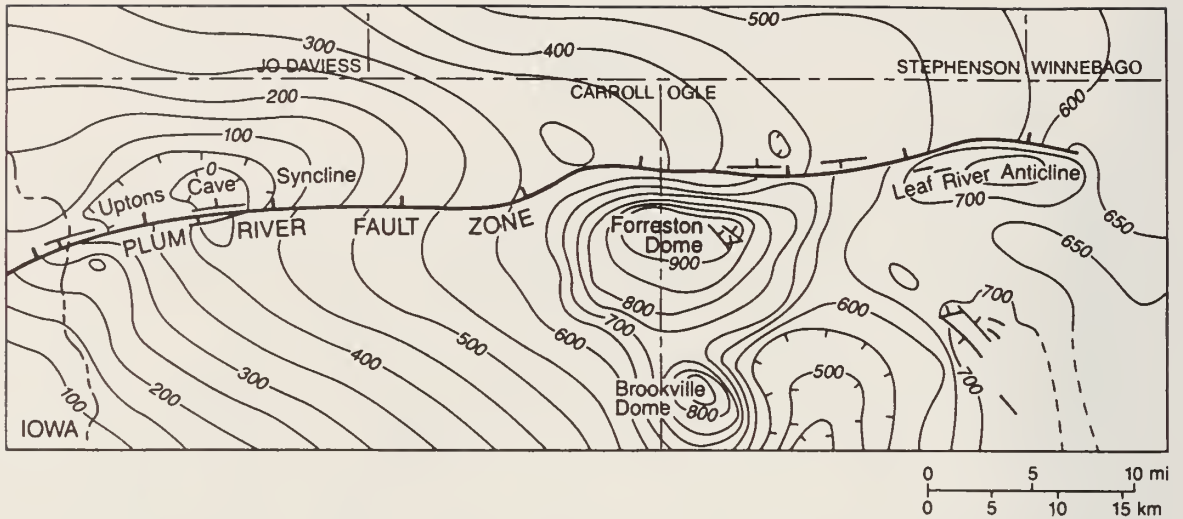 500
300
400
JO DAVIESS
STEPHENSON WINNEBAGO
CARROLL OGLE
600
200
100
0
Uptons Cave Syncline
Leaf River Anticline
700
PLUM RIVER FAULT ZONE
Forreston
Dome
900
650
650
800
700
600
600
700
500
500
400
300
200
100
700
Brookville
Dome
800
IOWA
0 5 10 mi
0 5 10 15 km